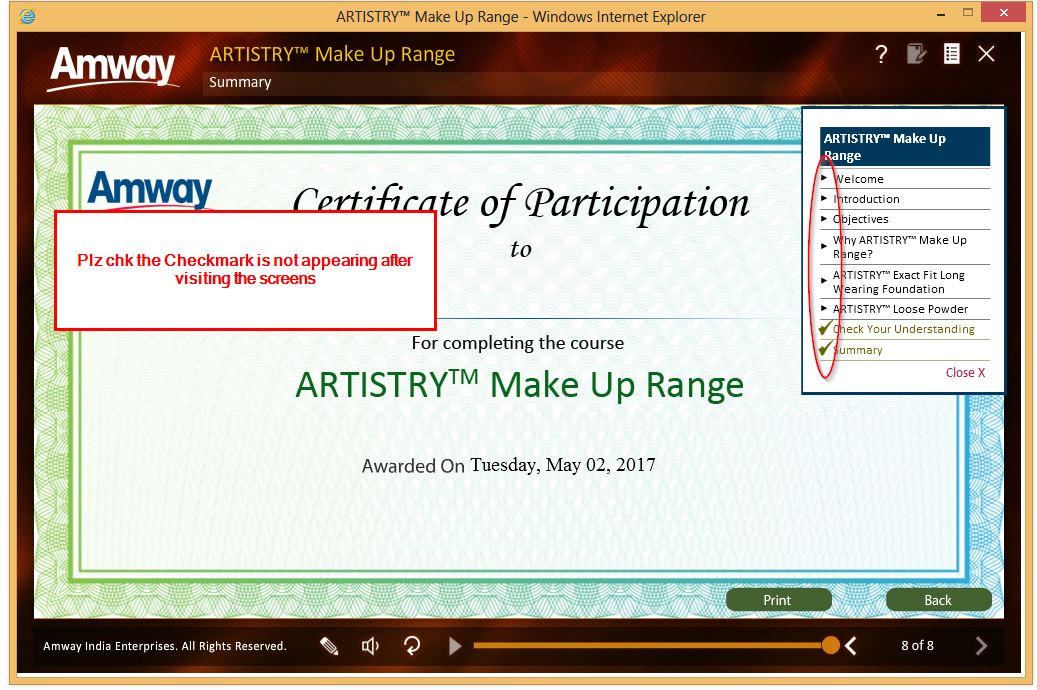 ARTISTRY™ Make Up Range - Windows Internet Explorer
Amway
ARTISTRY™ Make Up Range
Summary
?
Amway
Certificate of Participation
to
Plz chk the Checkmark is not appearing after
visiting the screens
For completing the course
ARTISTRY™ Make Up Range
Awarded On Tuesday, May 02, 2017
ARTISTRY™ Make Up
Range
Welcome
Introduction
Objectives
Why ARTISTRY™ Make Up
Range?
ARTISTRY™ Exact Fit Long
Wearing Foundation
ARTISTRY™ Loose Powder
Check Your Understanding
Summary
Close X
Print
Back
Amway India Enterprises. All Rights Reserved.
8 of 8